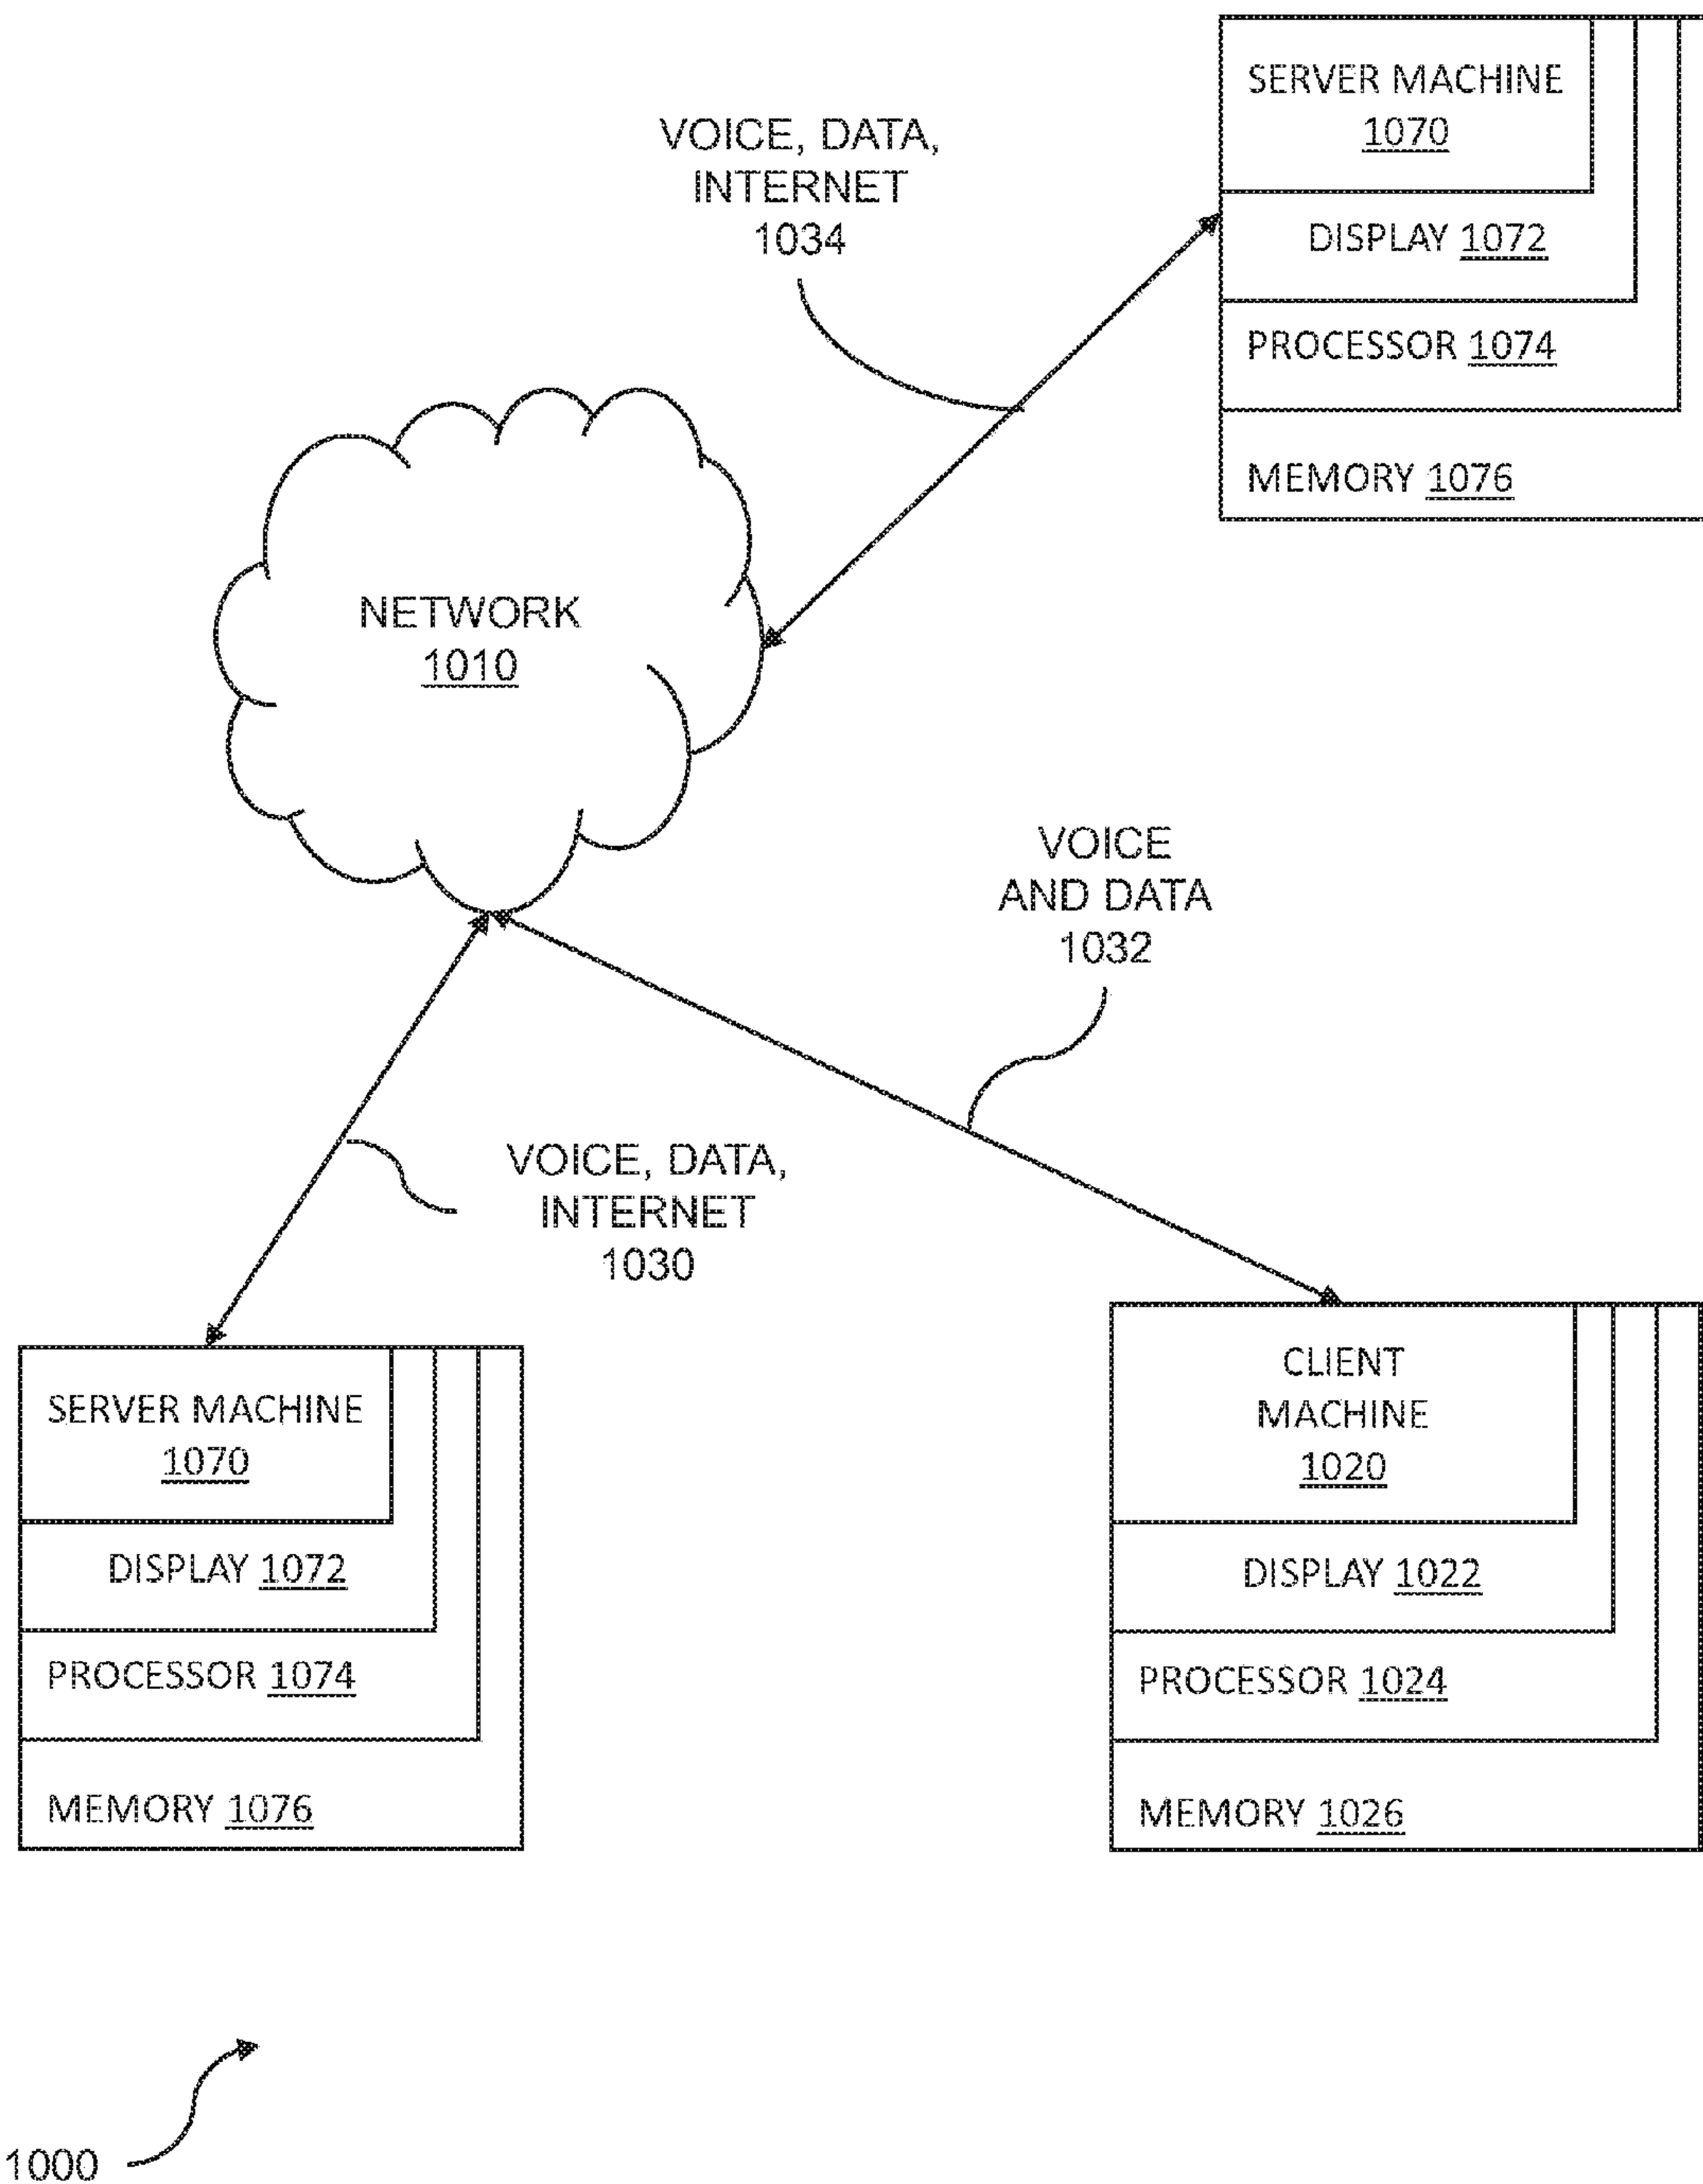 SERVER MACHINE
1070
DISPLAY 1072
PROCESSOR 1074
MEMORY 1076
VOICE, DATA,
INTERNET
1034
NETWORK
1010
VOICE
AND DATA
1032
VOICE, DATA,
INTERNET
1030
SERVER MACHINE
1070
DISPLAY 1072
PROCESSOR 1074
MEMORY 1076
CLIENT
MACHINE
1020
DISPLAY 1022
PROCESSOR 1024
MEMORY 1026
1000